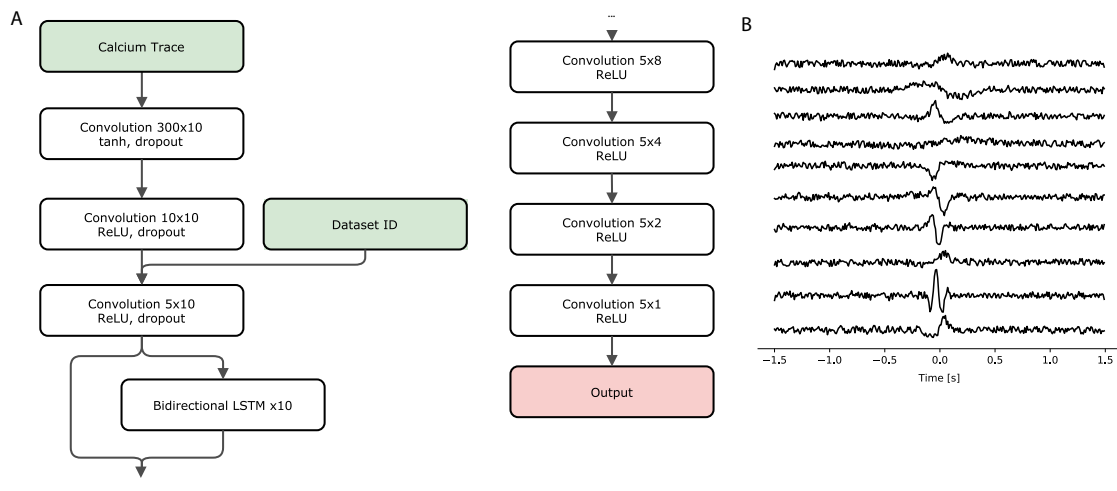 A
Calcium Trace
Convolution 300x10
tanh, dropout
Convolution 10x10
ReLU, dropout
Dataset ID
Convolution 5x10
ReLU, dropout
Bidirectional LSTM x10
...
Convolution 5x8
ReLU
Convolution 5x4
ReLU
Convolution 5x2
ReLU
Convolution 5x1
ReLU
Output
B
−1.5 −1.0 −0.5 0.0 0.5 1.0 1.5
Time [s]